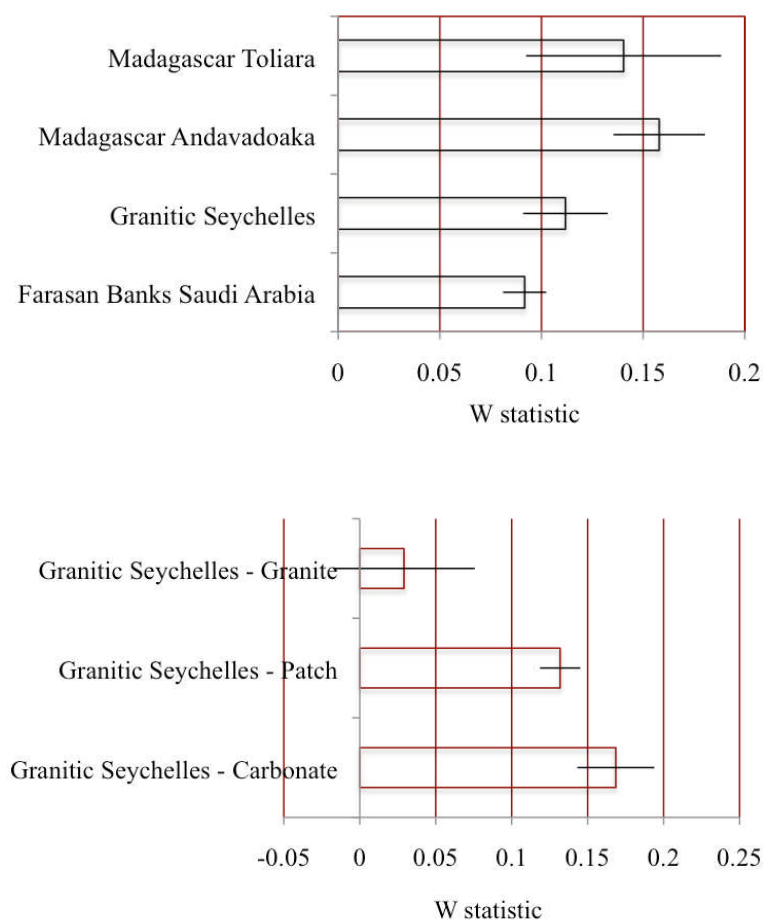 Madagascar Toliara
Madagascar Andavadoaka
Granitic Seychelles
Farasan Banks Saudi Arabia
0 0.05 0.1 0.15 0.2
W statistic
Granitic Seychelles - Granite
Granitic Seychelles - Patch
Granitic Seychelles - Carbonate
-0.05 0 0.05 0.1 0.15 0.2 0.25
W statistic